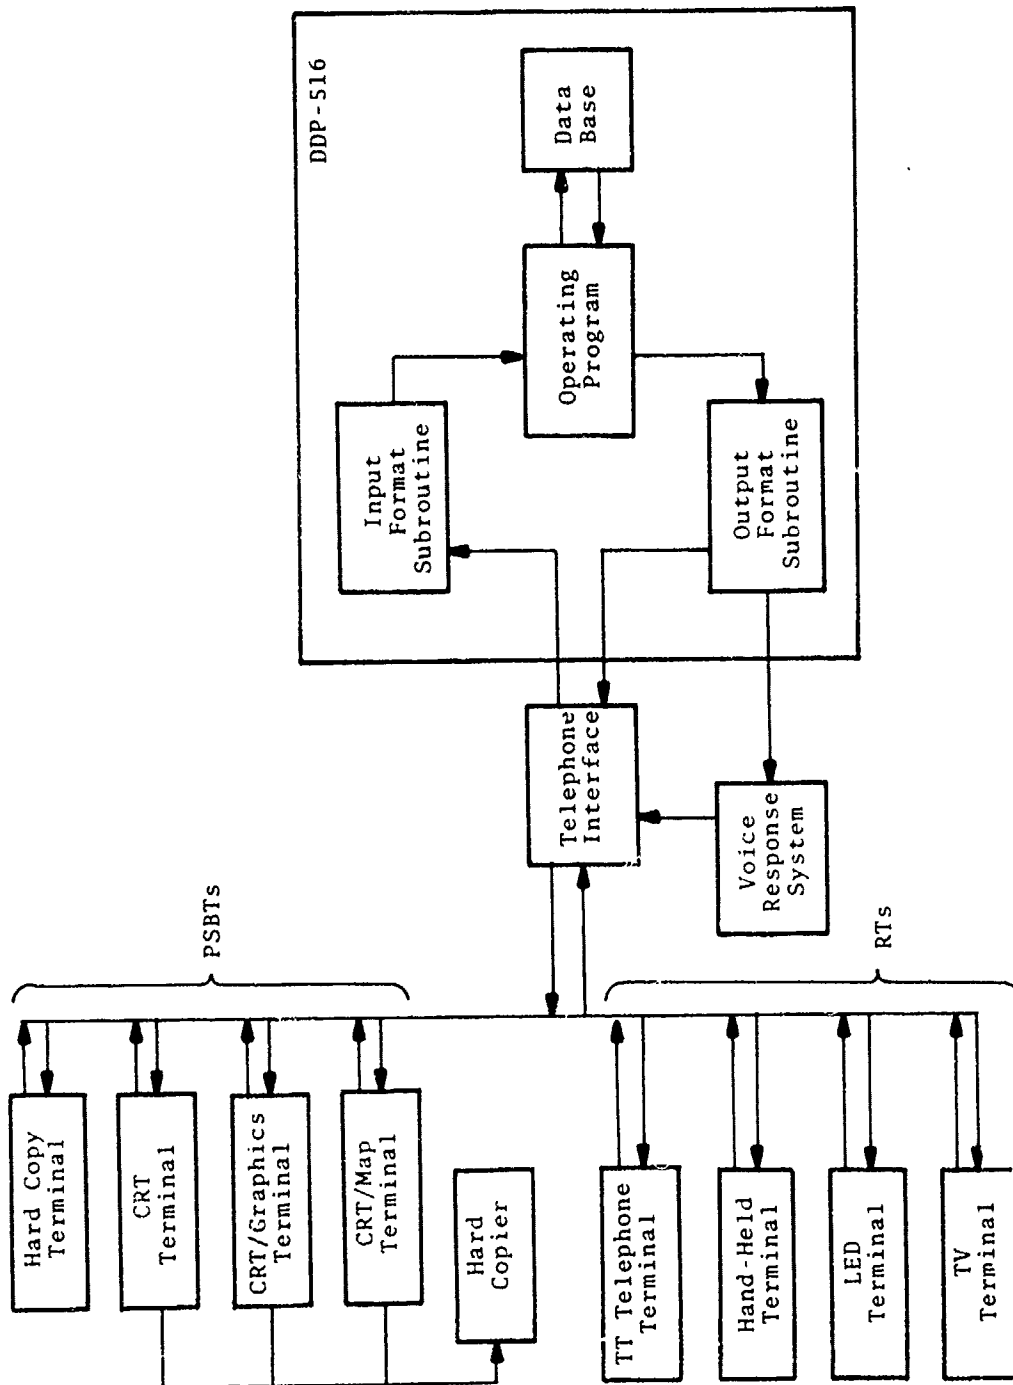 Hard Copy
Terminal
CRT
Terminal
CRT/Graphics
Terminal
CRT/Map
Terminal
Hard
Copier
TT Telephone
Terminal
Hand-Held
Terminal
LED
Terminal
TV
Terminal
PSBTs
RTs
Telephone
Interface
Voice
Response
System
DDP-516
Input
Format
Subroutine
Operating
Program
Data
Base
Output
Format
Subroutine